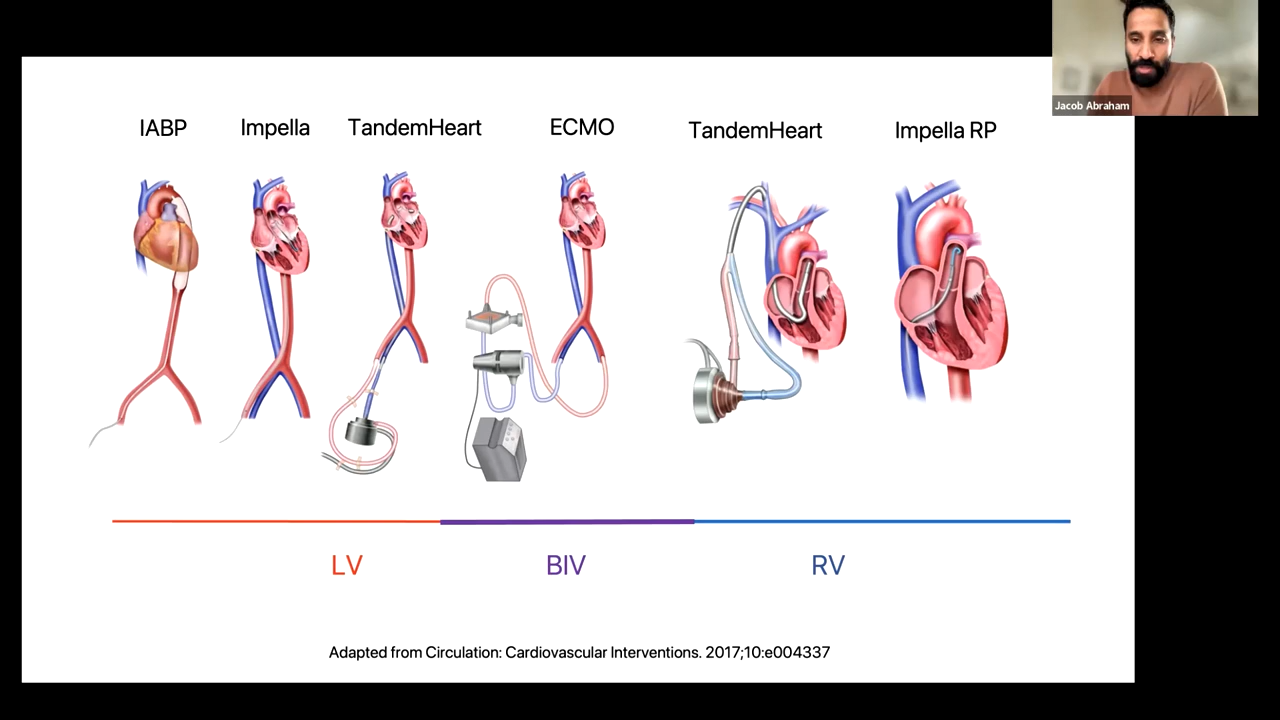 Jacob Abraham
IABP
Impella
TandemHeart
ECMO
TandemHeart
Impella RP
LV
BIV
RV
Adapted from Circulation: Cardiovascular Interventions. 2017;10:e004337